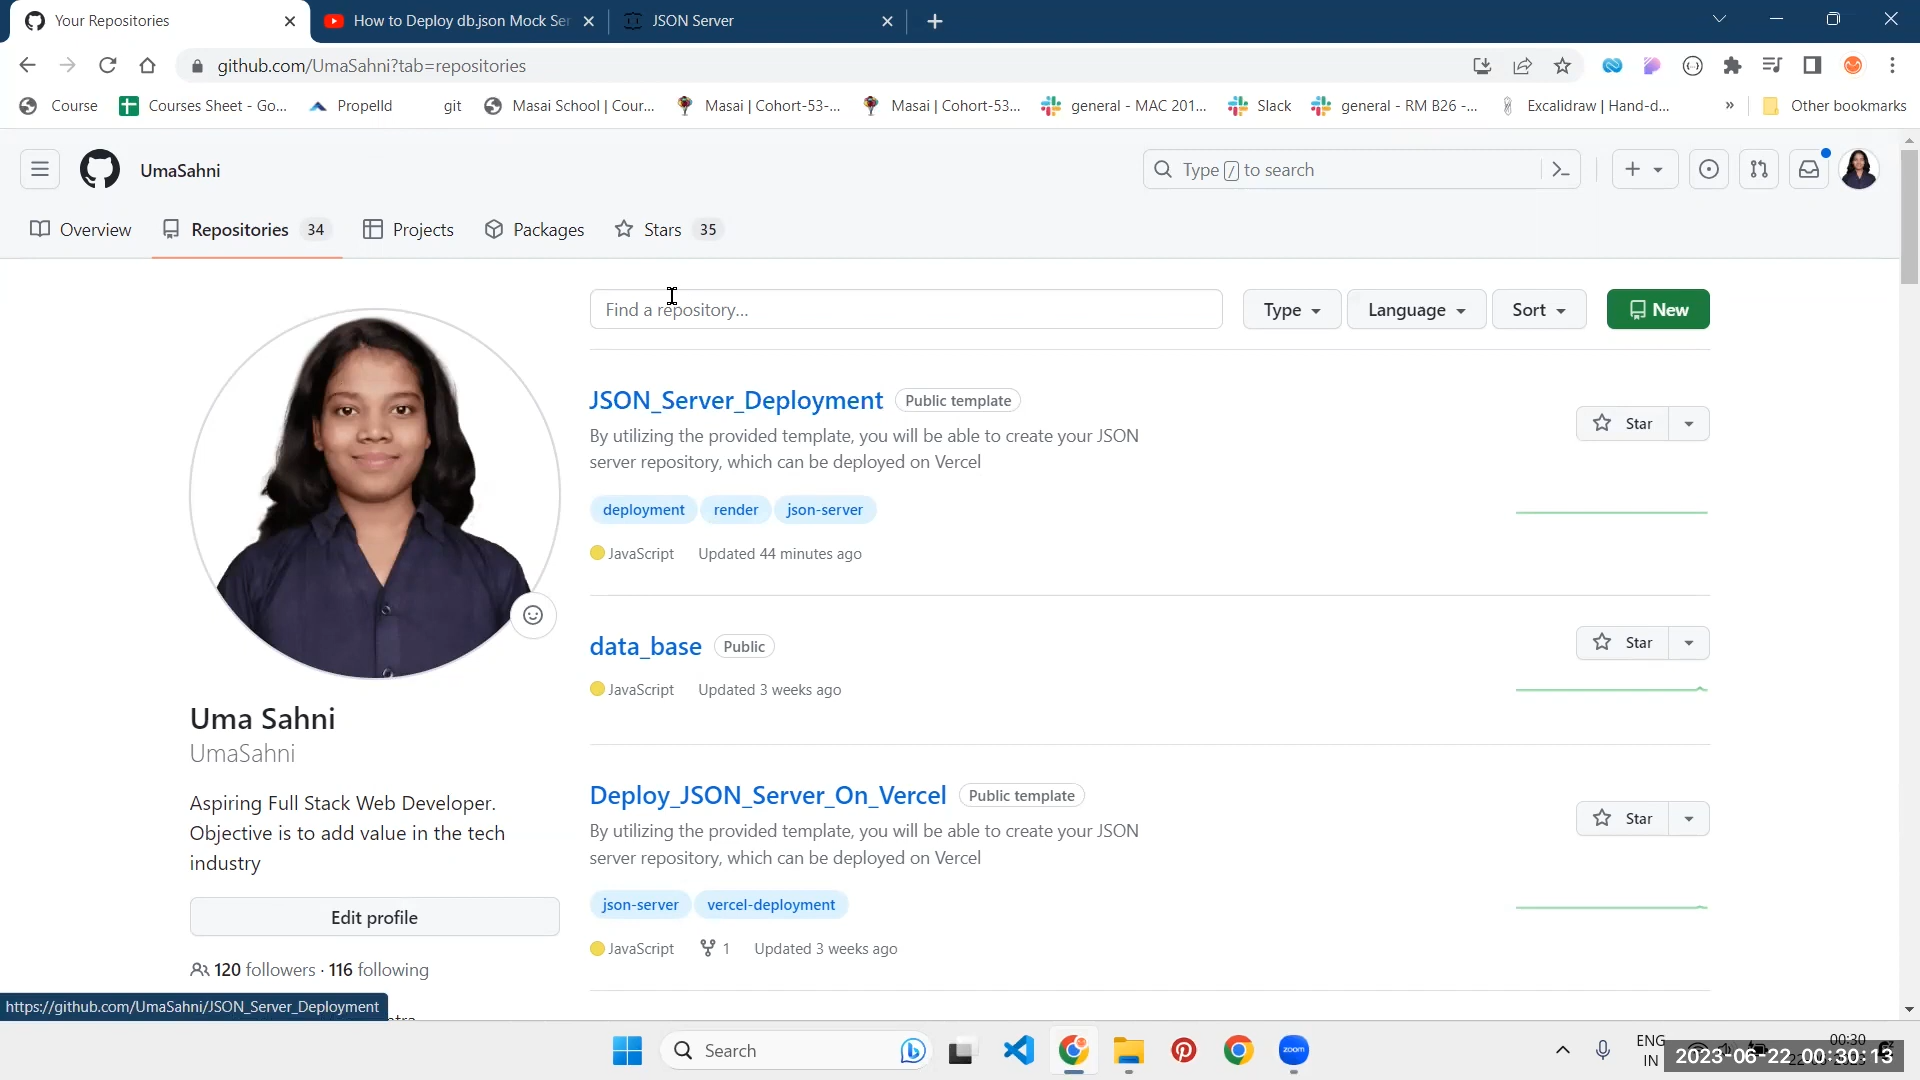 Your Repositories
How to Deploy db.json Mock Ser
JSON Server
github.com/UmaSahni?tab=repositories
Course
Courses Sheet - Go...
Propelld
git
Masai School | Cour...
Masai | Cohort-53-...
Masai | Cohort-53...
general - MAC 201...
Slack
general - RM B26 -...
Excalidraw | Hand-d...
»
Other bookmarks
UmaSahni
Type / to search
Overview
Repositories 34
Projects
Packages
Stars 35
Find a repository...
Type
Language
Sort
New
JSON_Server_Deployment Public template
Star
By utilizing the provided template, you will be able to create your JSON
server repository, which can be deployed on Vercel
deployment render json-server
JavaScript Updated 44 minutes ago
data_base Public
Star
JavaScript Updated 3 weeks ago
Deploy_JSON_Server_On_Vercel Public template
Star
By utilizing the provided template, you will be able to create your JSON
server repository, which can be deployed on Vercel
json-server vercel-deployment
JavaScript 1 Updated 3 weeks ago
Uma Sahni
UmaSahni
Aspiring Full Stack Web Developer.
Objective is to add value in the tech
industry
Edit profile
120 followers · 116 following
https://github.com/UmaSahni/JSON_Server_Deployment
Search
zoom
ENG
IN
00:30
2023-06-22 00:30:13